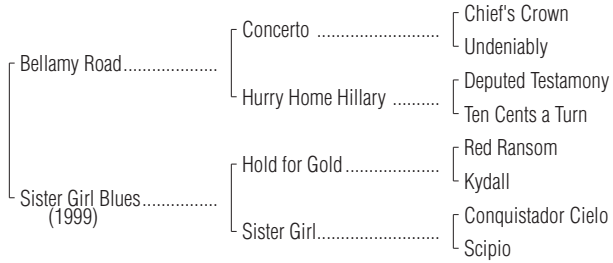 Chief's Crown
Concerto ..................
Undeniably
Bellamy Road...................
Deputed Testamony
Hurry Home Hillary ..........
Ten Cents a Turn
Red Ransom
Hold for Gold...................
Kydall
Sister Girl Blues...............
(1999)
Conquistador Cielo
Sister Girl.........................
Scipio